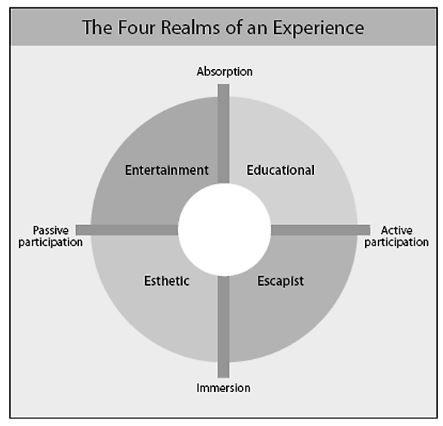 The Four Realms of an Experience
Absorption
Entertainment
Educational
Passive
participation
Active
participation
Esthetic
Escapist
Immersion